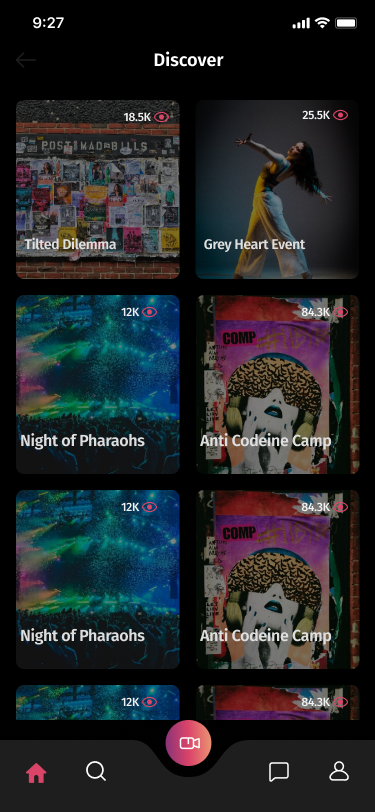 9:27
Discover
18.5K
25.5K
POST NO BILLS
Tilted Dilemma
Grey Heart Event
12K
84.3K
COMP
Night of Pharaohs
Anti Codeine Camp
12K
84.3K
COMP
Night of Pharaohs
Anti Codeine Camp
12K
84.3K